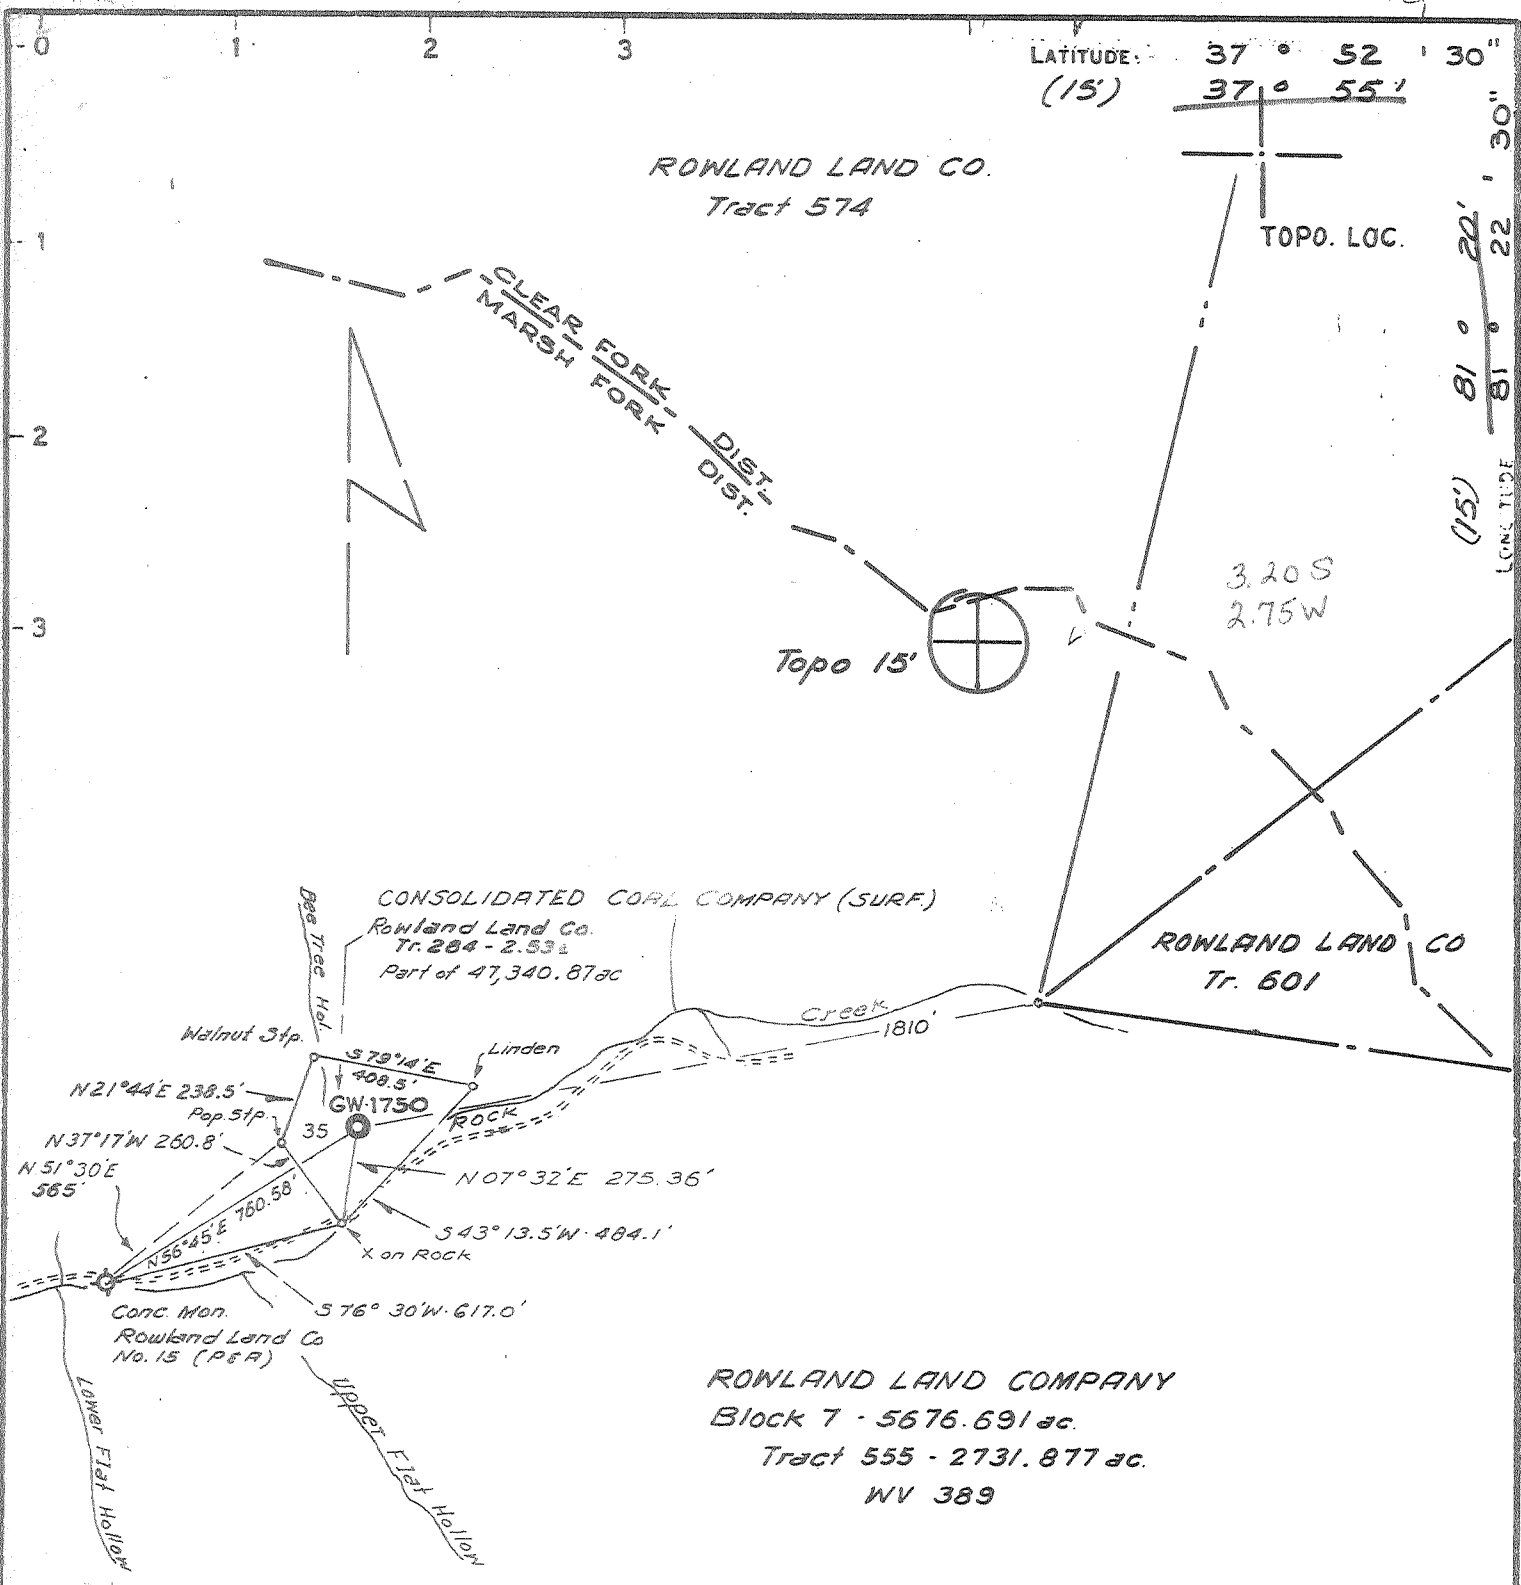 0 1 2 3
LATITUDE: 37 ° 52 ' 30"
(15') 37 ° 55 '
ROWLAND LAND CO.
Tract 574
TOPO. LOC.
1
2
3
LONGITUDE 81 ° 22 ' 30"
(15') 81 ° 20'
CLEAR FORK DIST.
MARSH FORK DIST.
3.20 S
2.75 W
Topo 15'
CONSOLIDATED COAL COMPANY (SURF.)
Bee Tree Hol.
Rowland Land Co.
Tr. 284 - 2.53±
Part of 47,340.87 ac
ROWLAND LAND CO
Tr. 601
Creek
1810'
Walnut Stp.
S 79° 14' E
408.5'
Linden
N 21° 44' E 238.5'
GW-1750
Pop. Stp.
35
ROCK
N 37° 17' W 260.8'
N 51° 30' E
565'
N 07° 32' E 275.36'
N 56° 45' E 760.58'
S 43° 13.5' W - 484.1'
X on Rock
S 76° 30' W - 617.0'
Conc. Mon.
Rowland Land Co
No. 15 (P&A)
Lower Flat Hollow
Upper Flat Hollow
ROWLAND LAND COMPANY
Block 7 - 5676.691 ac.
Tract 555 - 2731.877 ac.
WV 389